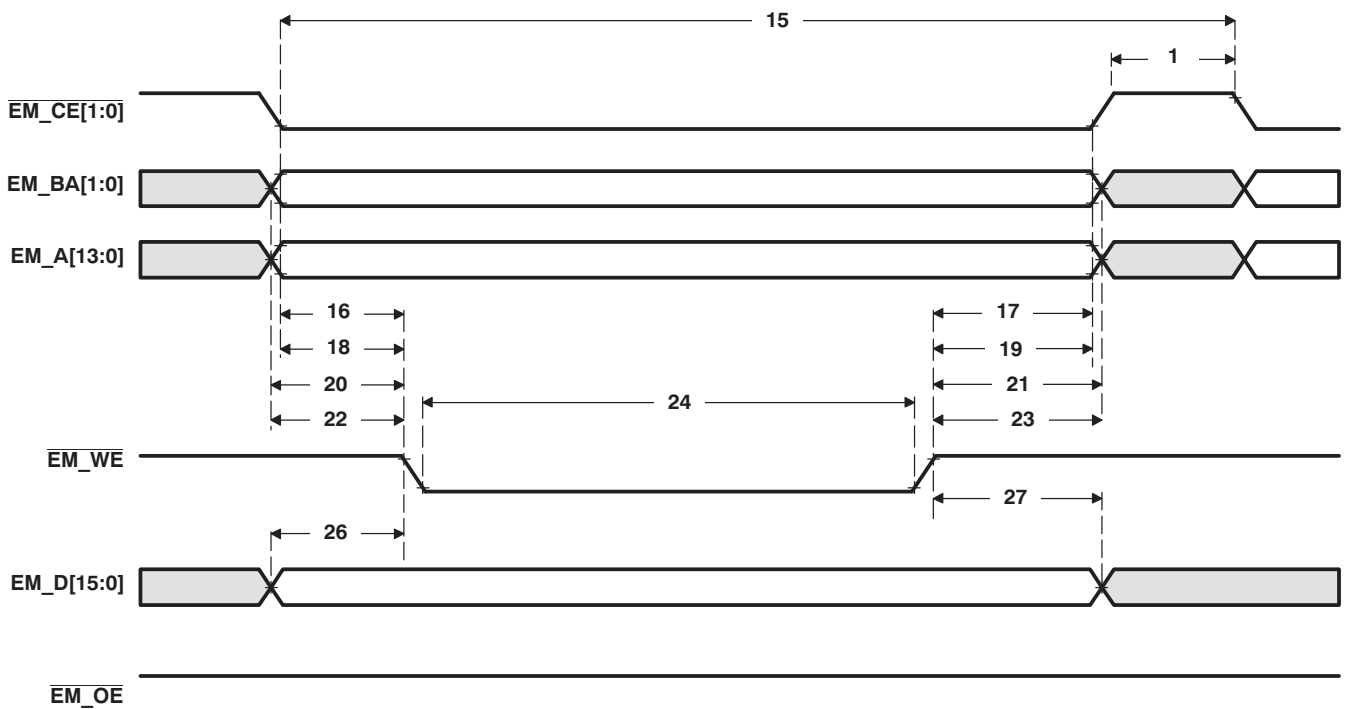 15
1
EM_CE[1:0]
EM_BA[1:0]
EM_A[13:0]
16 17
18 19
20 21
24
22 23
EM_WE
27
26
EM_D[15:0]
EM_OE